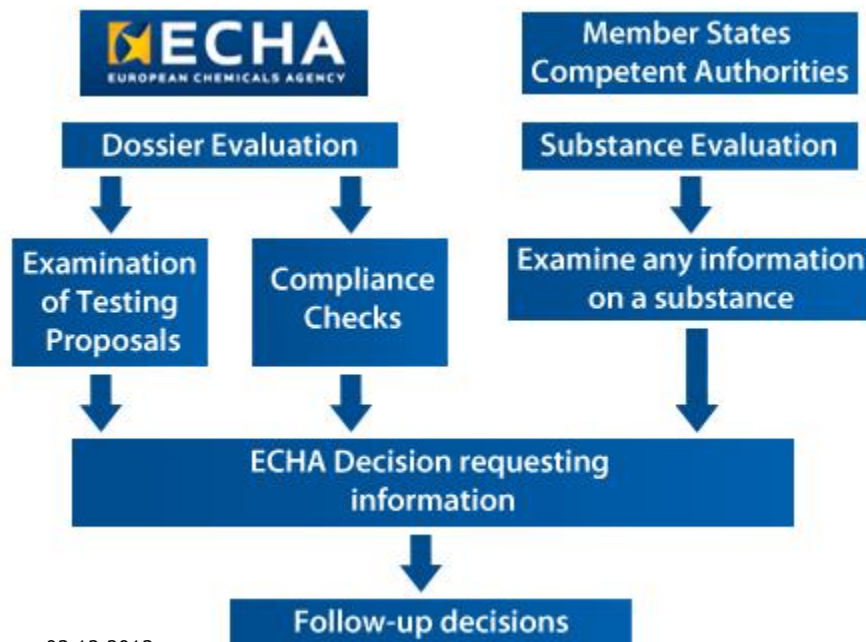 ECHA
EUROPEAN CHEMICALS AGENCY
Member States
Competent Authorities
Dossier Evaluation
Substance Evaluation
Examination
of Testing
Proposals
Compliance
Checks
Examine any information
on a substance
ECHA Decision requesting
information
Follow-up decisions